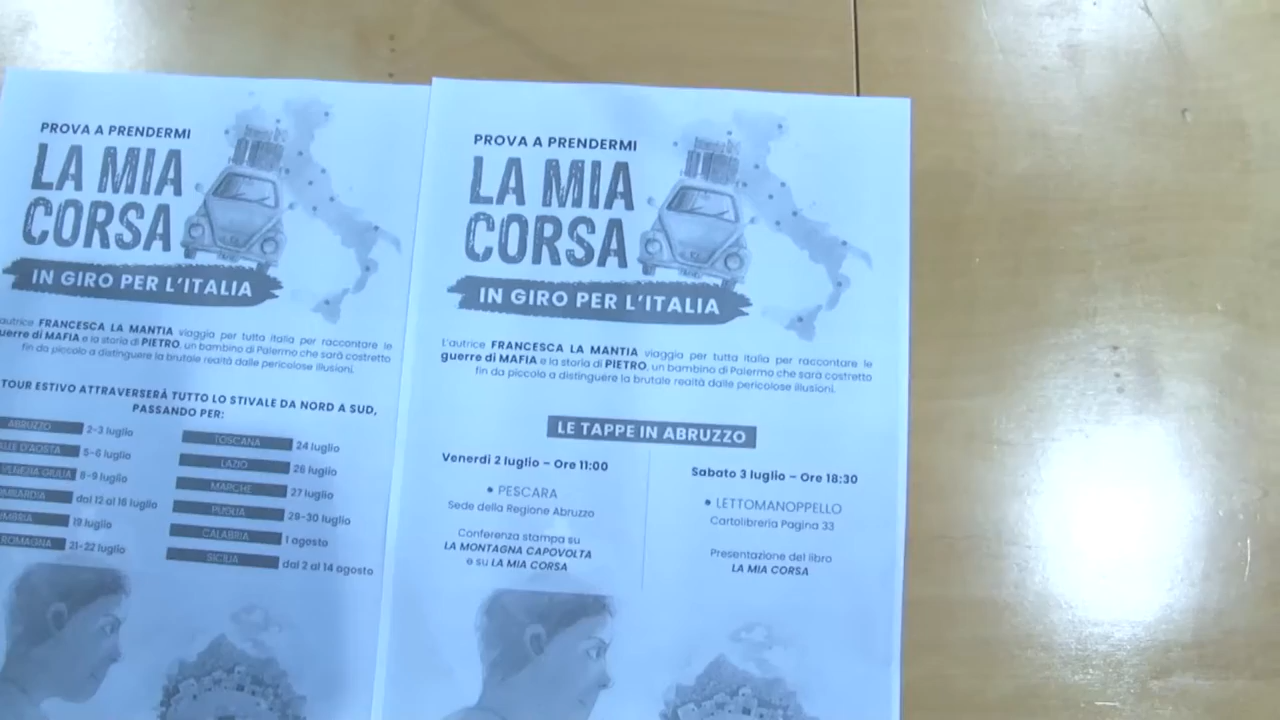 PROVA A PRENDERMI
LA MIA
CORSA
IN GIRO PER L'ITALIA
autrice FRANCESCA LA MANTIA viaggia per tutta Italia per raccontare le
uerre di MAFIA e la storia di PIETRO, un bambino di Palermo che sarà costretto
fin da piccolo a distinguere la brutale realtà dalle pericolose illusioni.
TOUR ESTIVO ATTRAVERSERÀ TUTTO LO STIVALE DA NORD A SUD,
PASSANDO PER:
ABRUZZO 2-3 luglio
D'AOSTA 5-6 luglio
VENEZIA GIULIA 8-9 luglio
OMBARDIA dal 12 al 16 luglio
UMBRIA 19 luglio
ROMAGNA 21-22 luglio
TOSCANA 24 luglio
LAZIO 26 luglio
MARCHE 27 luglio
PUGLIA 29-30 luglio
CALABRIA 1 agosto
SICILIA dal 2 al 14 agosto
PROVA A PRENDERMI
LA MIA
CORSA
IN GIRO PER L'ITALIA
L'autrice FRANCESCA LA MANTIA viaggia per tutta Italia per raccontare le
guerre di MAFIA e la storia di PIETRO, un bambino di Palermo che sarà costretto
fin da piccolo a distinguere la brutale realtà dalle pericolose illusioni.
LE TAPPE IN ABRUZZO
Venerdì 2 luglio – Ore 11:00
• PESCARA
Sede della Regione Abruzzo
Conferenza stampa su
LA MONTAGNA CAPOVOLTA
e su LA MIA CORSA
Sabato 3 luglio – Ore 18:30
• LETTOMANOPPELLO
Cartolibreria Pagina 33
Presentazione del libro
LA MIA CORSA